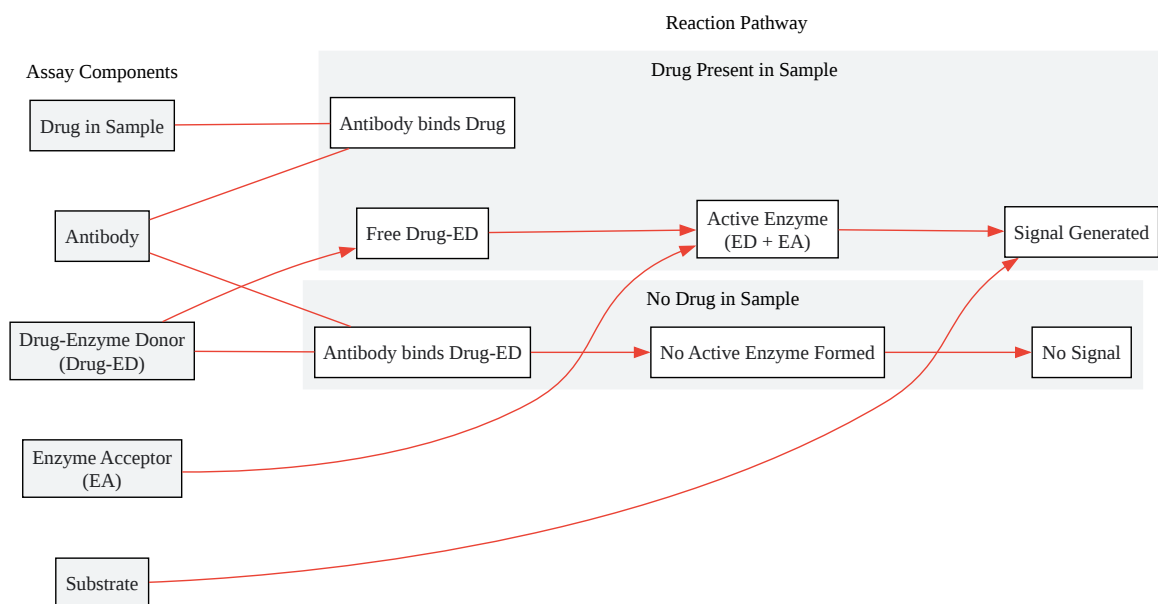 Reaction Pathway
Assay Components
Drug Present in Sample
Drug in Sample
Antibody binds Drug
Antibody
Free Drug-ED
Active Enzyme
(ED + EA)
Signal Generated
No Drug in Sample
Drug-Enzyme Donor
(Drug-ED)
Antibody binds Drug-ED
No Active Enzyme Formed
No Signal
Enzyme Acceptor
(EA)
Substrate